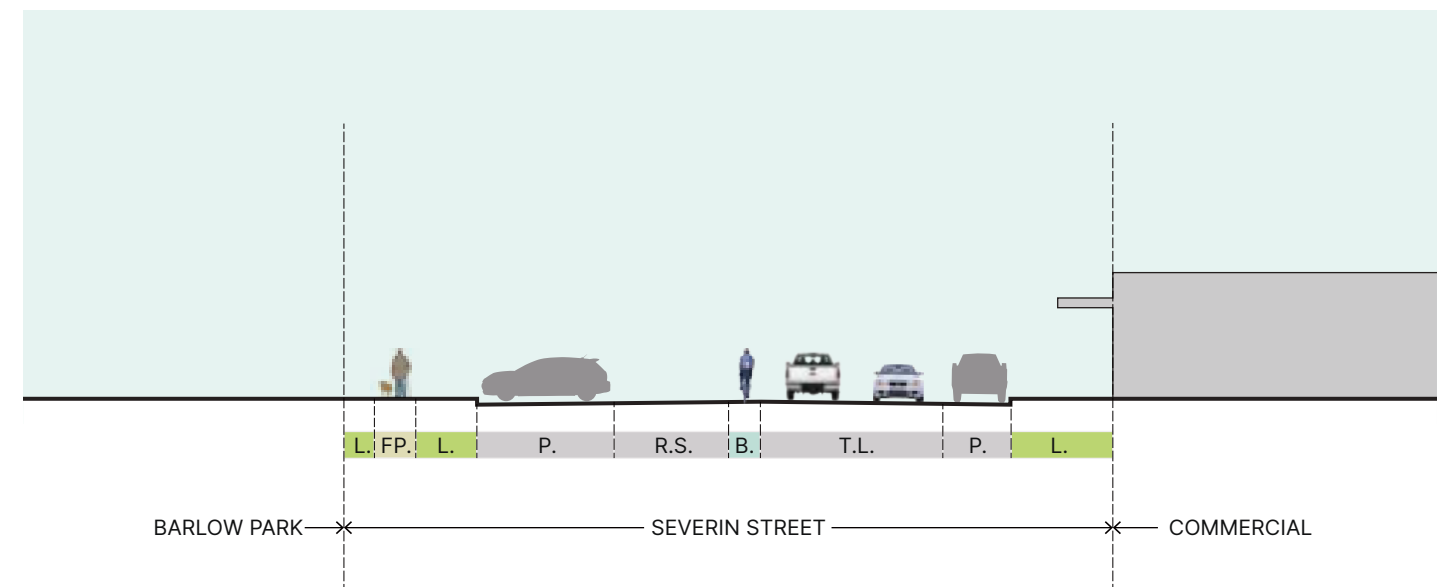 L. FP. L. P. R.S. B. T.L. P. L.
BARLOW PARK SEVERIN STREET COMMERCIAL